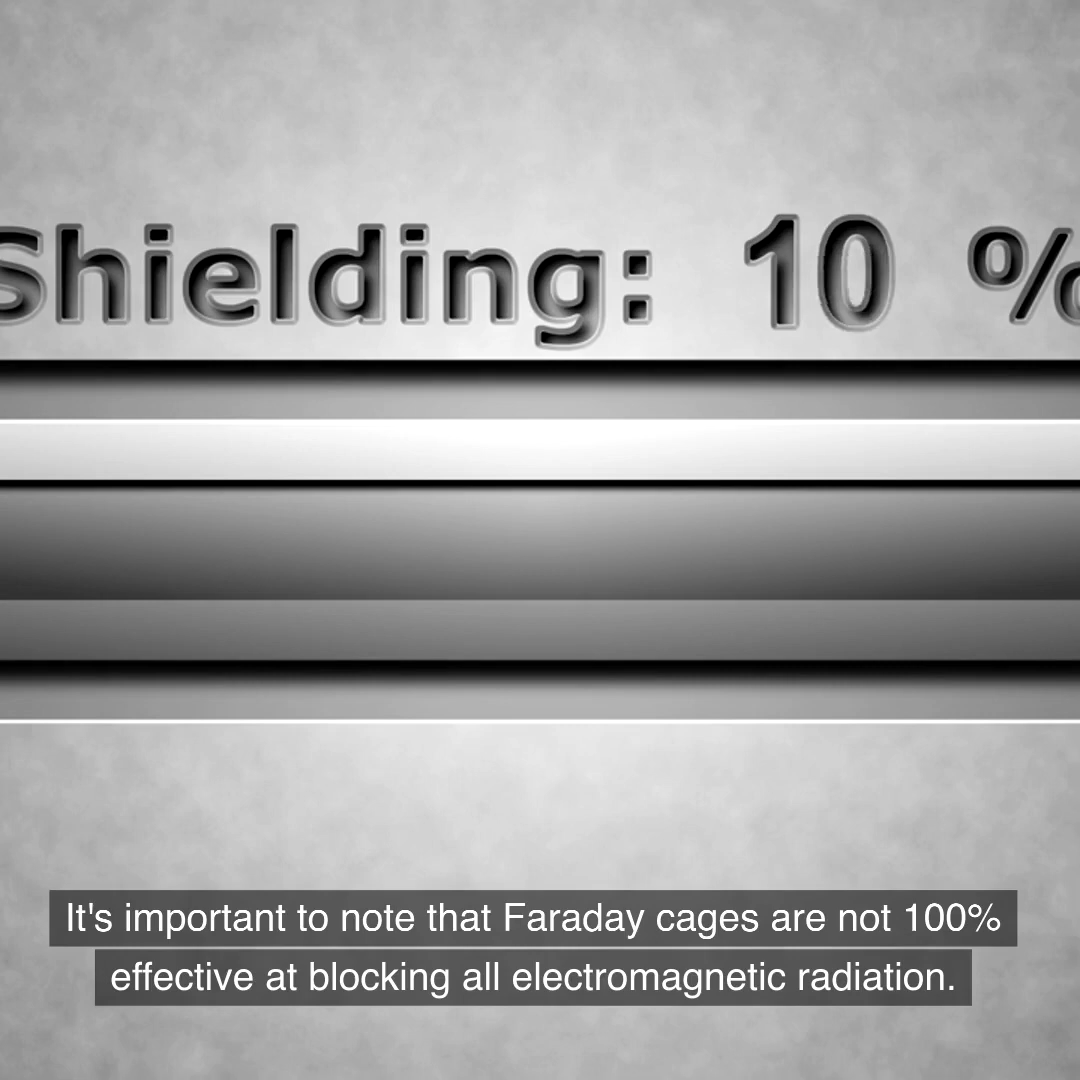 Shielding: 10 %
It's important to note that Faraday cages are not 100%
effective at blocking all electromagnetic radiation.